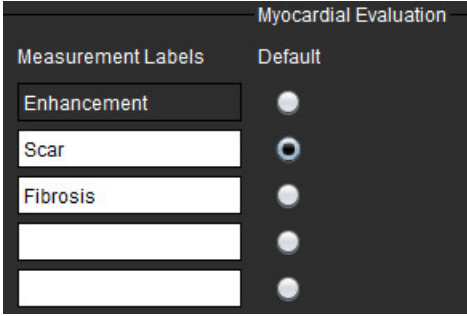 Myocardial Evaluation
Measurement Labels Default
Enhancement
Scar
Fibrosis